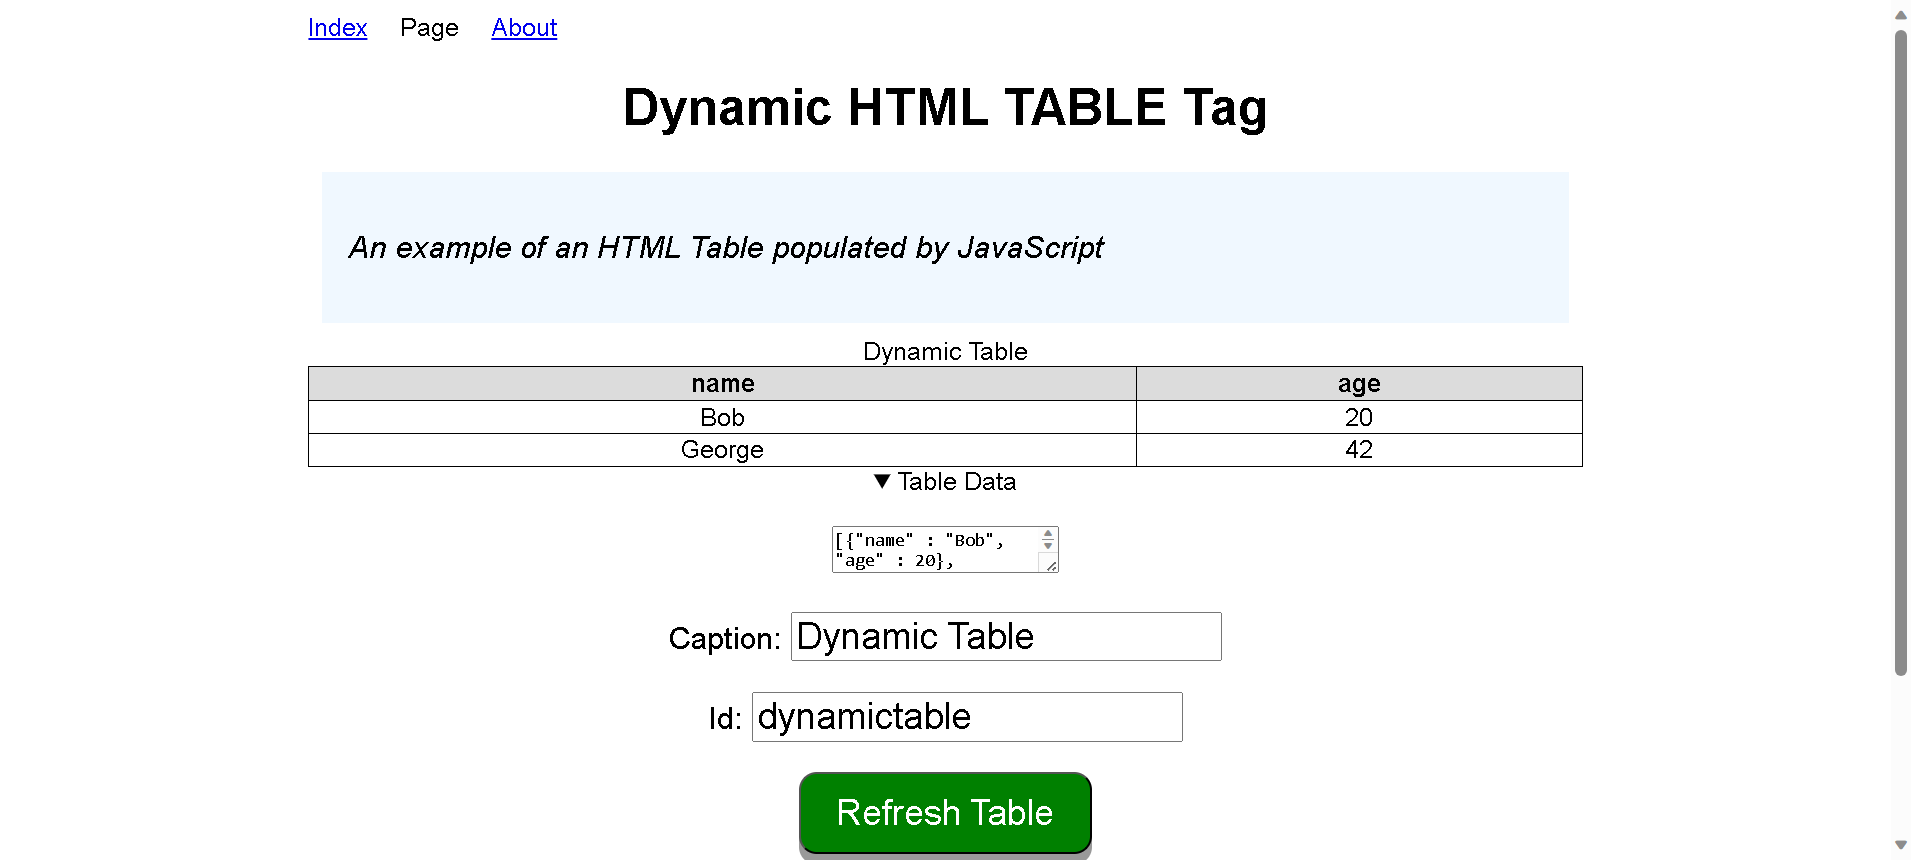 Index Page About
Dynamic HTML TABLE Tag
An example of an HTML Table populated by JavaScript
Dynamic Table
name age
Bob 20
George 42
▼ Table Data
[{"name" : "Bob",
"age" : 20},
Caption: Dynamic Table
Id: dynamictable
Refresh Table